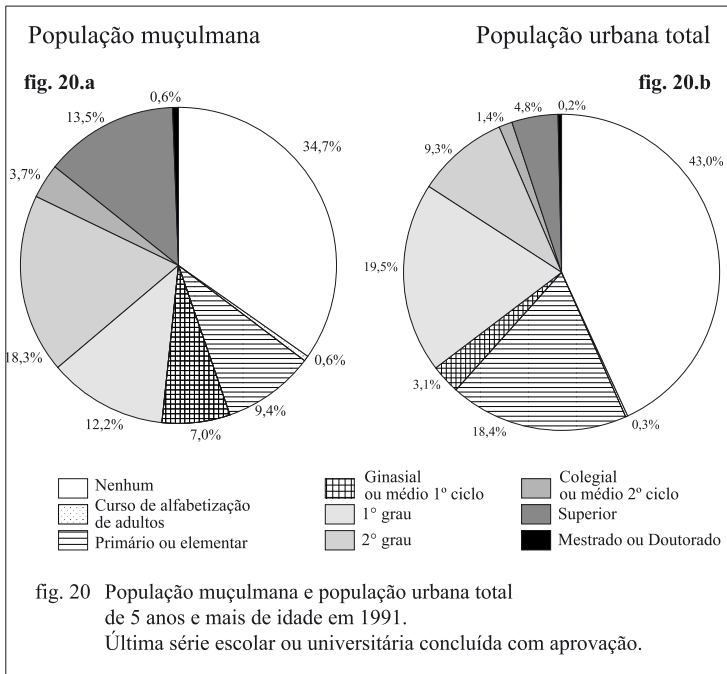 População muçulmana
População urbana total
fig. 20.a
fig. 20.b
0,6%
13,5%
34,7%
3,7%
18,3%
12,2%
7,0%
9,4%
0,6%
0,2%
4,8%
1,4%
9,3%
43,0%
19,5%
3,1%
18,4%
0,3%
Nenhum
Curso de alfabetização
de adultos
Primário ou elementar
Ginasial
ou médio 1º ciclo
1° grau
2° grau
Colegial
ou médio 2º ciclo
Superior
Mestrado ou Doutorado
fig. 20 População muçulmana e população urbana total
de 5 anos e mais de idade em 1991.
Última série escolar ou universitária concluída com aprovação.